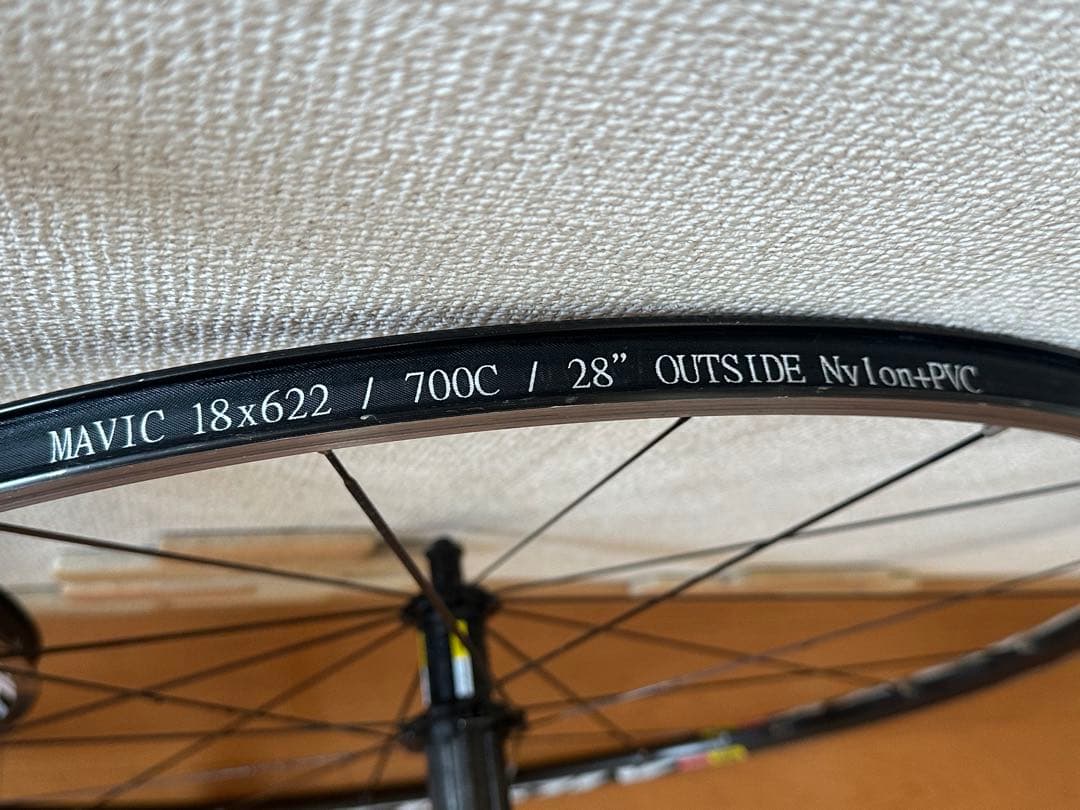 MAVIC 18x622 / 700C / 28” OUTSIDE Nylon+PVC